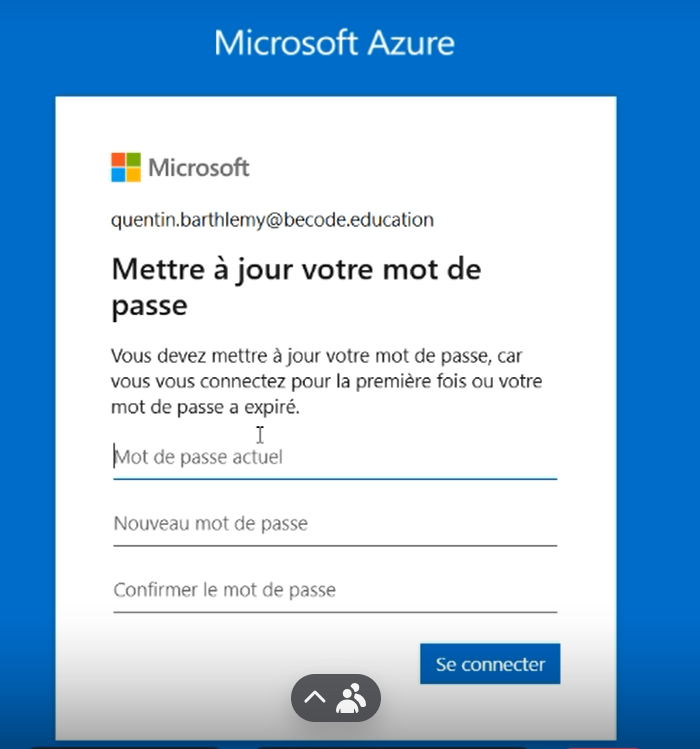 Microsoft Azure
Microsoft
quentin.barthlemy@becode.education
Mettre à jour votre mot de
passe
Vous devez mettre à jour votre mot de passe, car
vous vous connectez pour la première fois ou votre
mot de passe a expiré.
Mot de passe actuel
Nouveau mot de passe
Confirmer le mot de passe
Se connecter